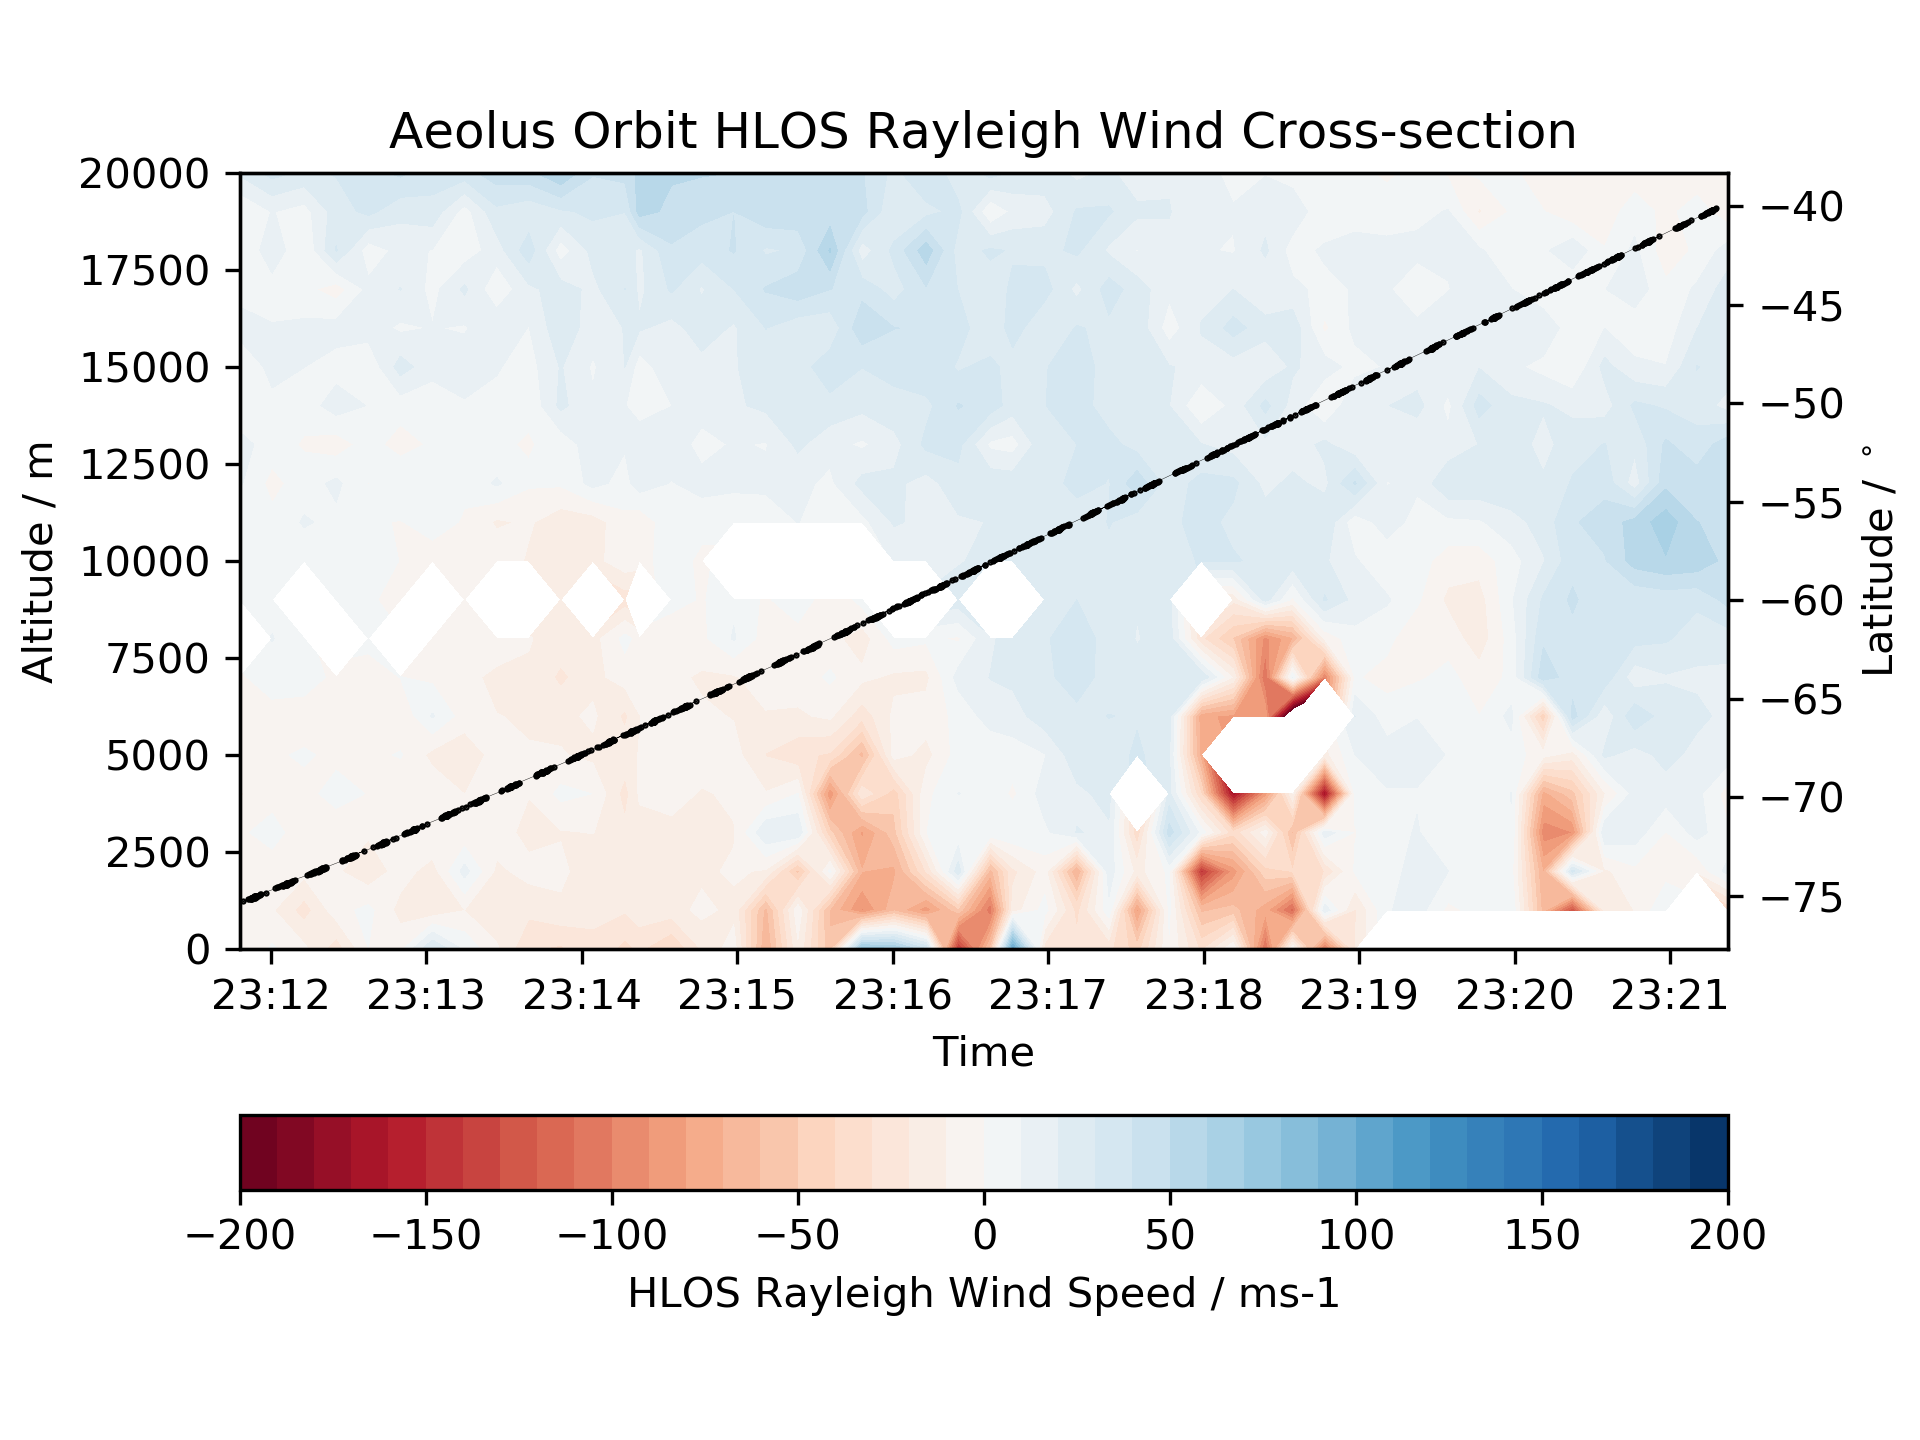 Aeolus Orbit HLOS Rayleigh Wind Cross-section
20000
17500
15000
12500
10000
7500
5000
2500
0
Altitude / m
−40
−45
−50
−55
−60
−65
−70
−75
Latitude / °
23:12 23:13 23:14 23:15 23:16 23:17 23:18 23:19 23:20 23:21
Time
−200 −150 −100 −50 0 50 100 150 200
HLOS Rayleigh Wind Speed / ms-1